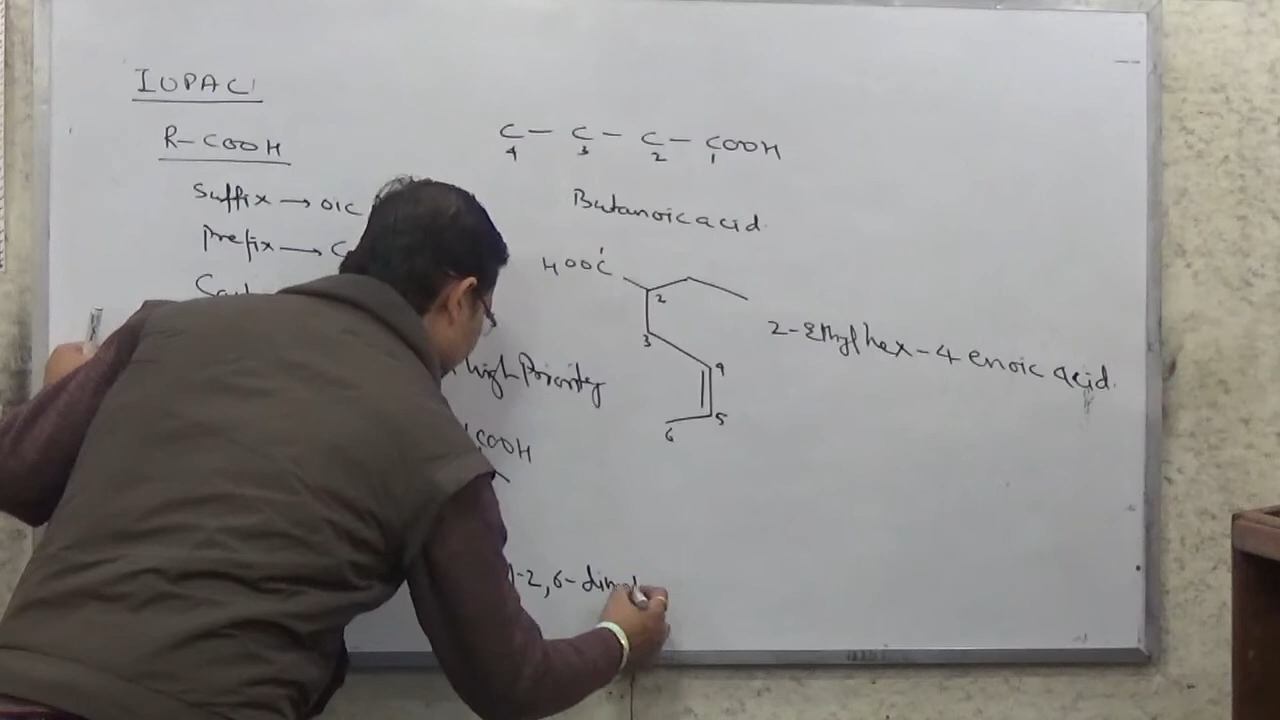 IUPAC
R-COOH
Suffix → OIC
Prefix →
high Priority
COOH
-2,6-dim
C - C - C - COOH
4 3 2 1
Butanoic acid.
HOOC 1
2
3
4
5
6
2-Ethyl hex-4 enoic acid.